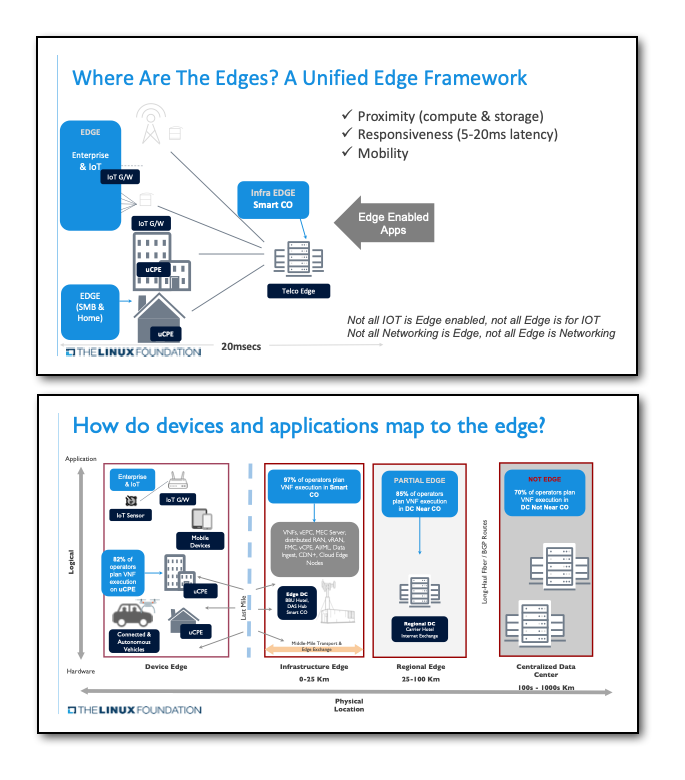 Where Are The Edges? A Unified Edge Framework
✓ Proximity (compute & storage)
✓ Responsiveness (5-20ms latency)
✓ Mobility
EDGE
Enterprise
& IoT
IoT G/W
IoT G/W
uCPE
EDGE
(SMB &
Home)
uCPE
Infra EDGE
Smart CO
Telco Edge
Edge Enabled
Apps
Not all IOT is Edge enabled, not all Edge is for IOT
Not all Networking is Edge, not all Edge is Networking
20msecs
THE LINUX FOUNDATION
How do devices and applications map to the edge?
Application
Logical
Hardware
Enterprise
& IoT
IoT G/W
IoT Sensor
Mobile
Devices
82% of
operators
plan VNF
execution
on uCPE
uCPE
uCPE
Connected &
Autonomous
Vehicles
Device Edge
Last Mile
97% of operators plan
VNF execution in Smart
CO
VNFs, uEPC, MEC Server,
distributed RAN, vRAN,
FMC, vCPE, AI/ML, Data
Ingest, CDN+, Cloud Edge
Nodes
Edge DC
BBU Hotel,
DAS Hub
Smart CO
Middle-Mile Transport &
Edge Exchange
Infrastructure Edge
0-25 Km
PARTIAL EDGE
85% of operators
plan VNF execution
in DC Near CO
Regional DC
Carrier Hotel
Internet Exchange
Regional Edge
25-100 Km
Long-Haul Fiber / BGP Routes
NOT EDGE
70% of operators plan
VNF execution in
DC Not Near CO
Centralized Data
Center
100s - 1000s Km
Physical
Location
THE LINUX FOUNDATION